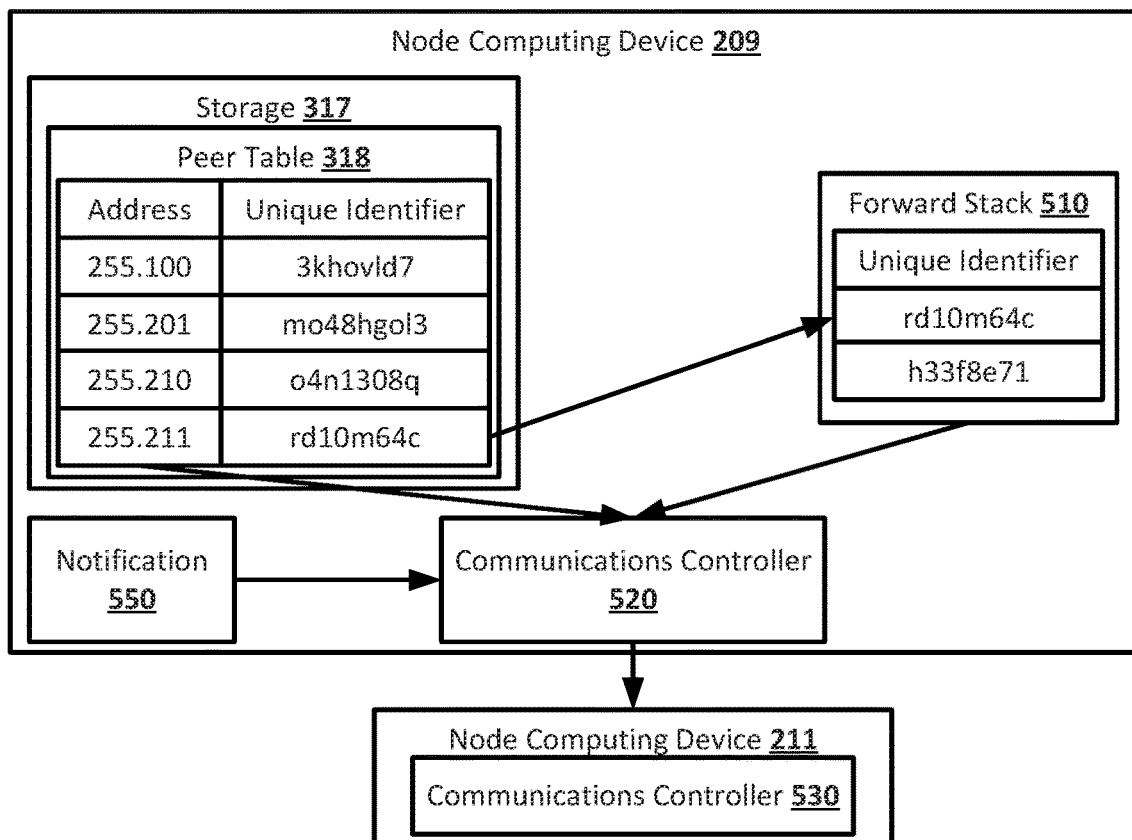 Node Computing Device 209
Storage 317
Peer Table 318
Address Unique Identifier
255.100 3khovld7
255.201 mo48hgol3
255.210 o4n1308q
255.211 rd10m64c
Forward Stack 510
Unique Identifier
rd10m64c
h33f8e71
Notification
550
Communications Controller
520
Node Computing Device 211
Communications Controller 530